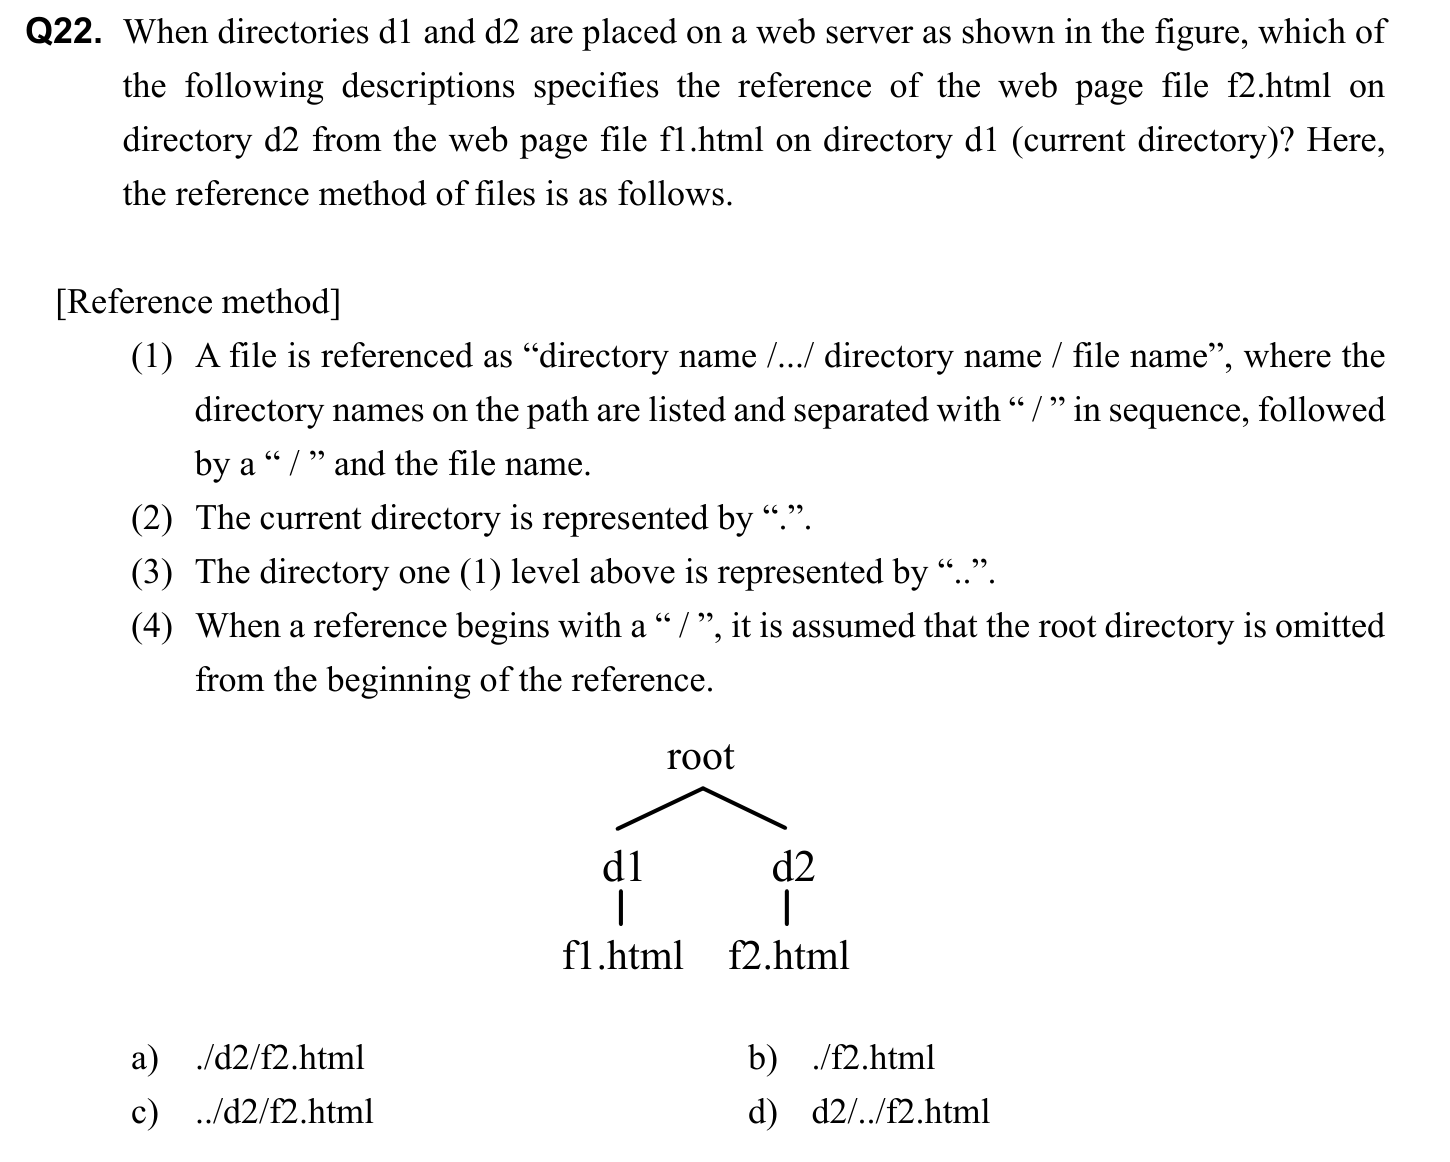 Q22. When directories d1 and d2 are placed on a web server as shown in the figure, which of
the following descriptions specifies the reference of the web page file f2.html on
directory d2 from the web page file f1.html on directory d1 (current directory)? Here,
the reference method of files is as follows.
[Reference method]
(1) A file is referenced as “directory name /.../ directory name / file name”, where the
directory names on the path are listed and separated with “ / ” in sequence, followed
by a “ / ” and the file name.
(2) The current directory is represented by “.”.
(3) The directory one (1) level above is represented by “..”.
(4) When a reference begins with a “ / ”, it is assumed that the root directory is omitted
from the beginning of the reference.
root
d1 d2
f1.html f2.html
a) ./d2/f2.html b) ./f2.html
c) ../d2/f2.html d) d2/../f2.html